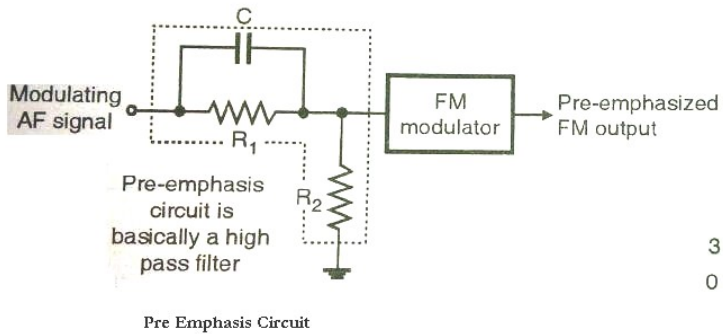 C
Modulating
AF signal
R1
FM
modulator
Pre-emphasized
FM output
Pre-emphasis
circuit is
basically a high
pass filter
R2
3
0
Pre Emphasis Circuit